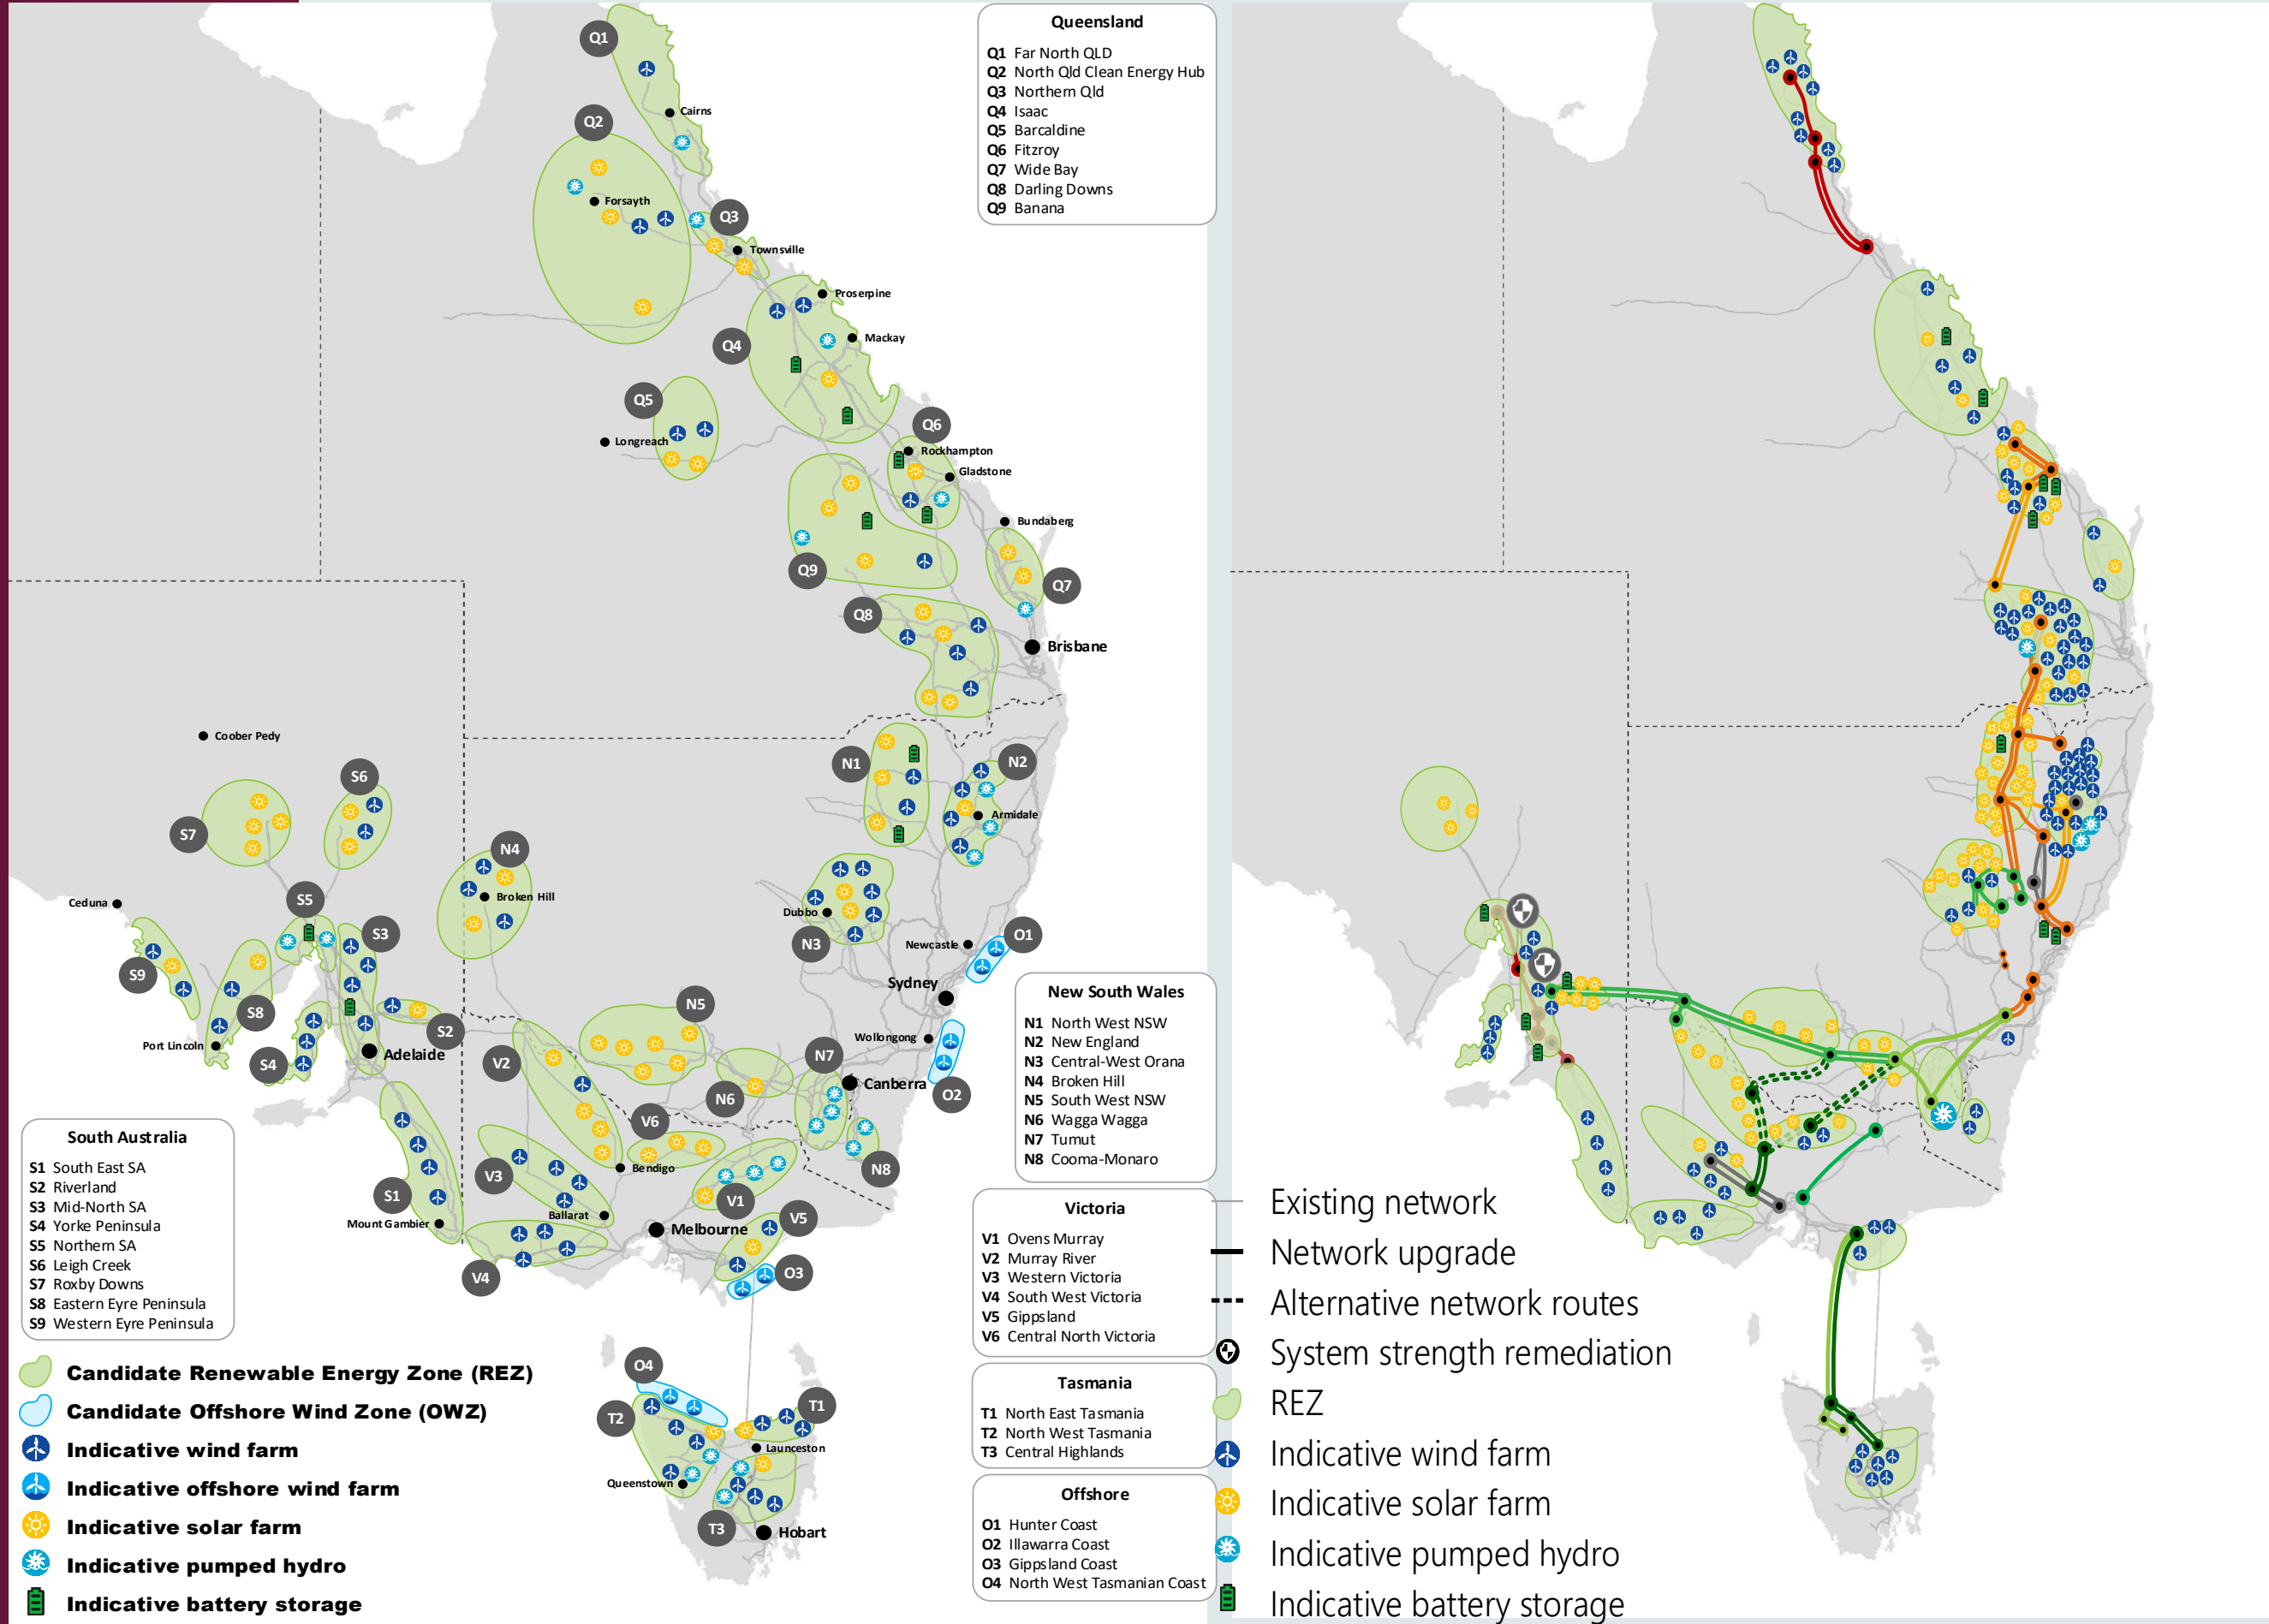 Q1
Cairns
Q2
Forsayth
Q3
Townsville
Proserpine
Q4
Mackay
Q5
Longreach
Q6
Rockhampton
Gladstone
Bundaberg
Q9
Q7
Q8
Brisbane
Coober Pedy
S6
N1
N2
S7
Armidale
N4
Broken Hill
Ceduna
S5
S3
Dubbo
N3
Newcastle
O1
S9
Sydney
S8
N5
S2
Port Lincoln
Adelaide
Wollongong
S4
V2
N7
Canberra
N6
O2
V6
Bendigo
N8
V3
S1
V1
Mount Gambier
Ballarat
Melbourne
V5
V4
O3
O4
T2
T1
Launceston
Queenstown
T3
Hobart
Queensland
Q1 Far North QLD
Q2 North Qld Clean Energy Hub
Q3 Northern Qld
Q4 Isaac
Q5 Barcaldine
Q6 Fitzroy
Q7 Wide Bay
Q8 Darling Downs
Q9 Banana
New South Wales
N1 North West NSW
N2 New England
N3 Central-West Orana
N4 Broken Hill
N5 South West NSW
N6 Wagga Wagga
N7 Tumut
N8 Cooma-Monaro
South Australia
S1 South East SA
S2 Riverland
S3 Mid-North SA
S4 Yorke Peninsula
S5 Northern SA
S6 Leigh Creek
S7 Roxby Downs
S8 Eastern Eyre Peninsula
S9 Western Eyre Peninsula
Victoria
V1 Ovens Murray
V2 Murray River
V3 Western Victoria
V4 South West Victoria
V5 Gippsland
V6 Central North Victoria
Tasmania
T1 North East Tasmania
T2 North West Tasmania
T3 Central Highlands
Offshore
O1 Hunter Coast
O2 Illawarra Coast
O3 Gippsland Coast
O4 North West Tasmanian Coast
Candidate Renewable Energy Zone (REZ)
Candidate Offshore Wind Zone (OWZ)
Indicative wind farm
Indicative offshore wind farm
Indicative solar farm
Indicative pumped hydro
Indicative battery storage
Existing network
Network upgrade
Alternative network routes
System strength remediation
REZ
Indicative wind farm
Indicative solar farm
Indicative pumped hydro
Indicative battery storage